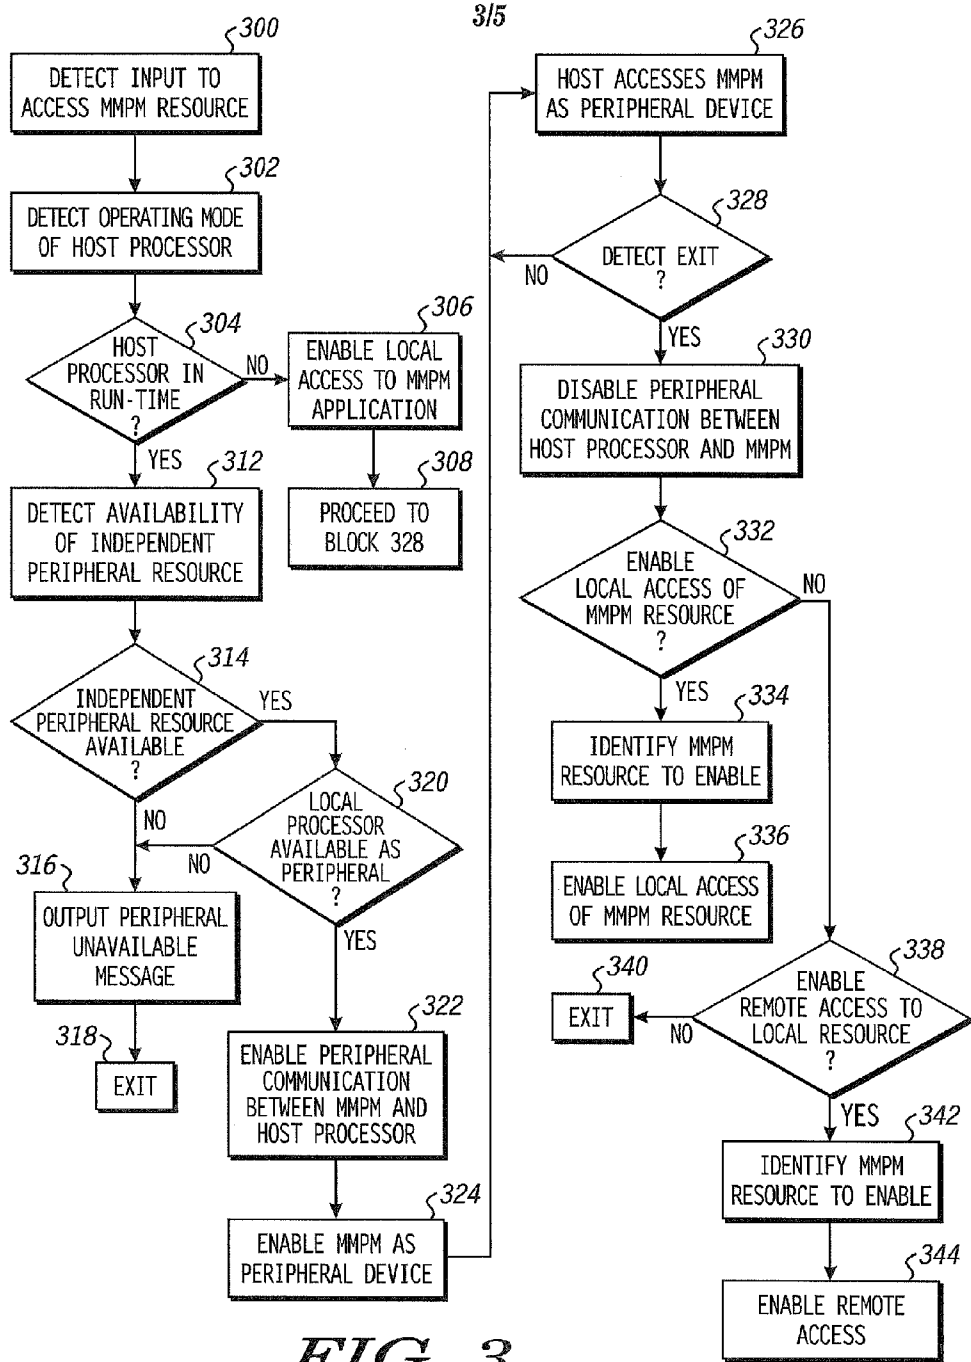 3/5
300
DETECT INPUT TO
ACCESS MMPM RESOURCE
302
DETECT OPERATING MODE
OF HOST PROCESSOR
304
HOST
PROCESSOR IN
RUN-TIME
?
NO
YES
306
ENABLE LOCAL
ACCESS TO MMPM
APPLICATION
308
PROCEED TO
BLOCK 328
312
DETECT AVAILABILITY
OF INDEPENDENT
PERIPHERAL RESOURCE
314
INDEPENDENT
PERIPHERAL RESOURCE
AVAILABLE
?
YES
NO
320
LOCAL
PROCESSOR
AVAILABLE AS
PERIPHERAL
?
NO
YES
316
OUTPUT PERIPHERAL
UNAVAILABLE
MESSAGE
318
EXIT
322
ENABLE PERIPHERAL
COMMUNICATION
BETWEEN MMPM AND
HOST PROCESSOR
324
ENABLE MMPM AS
PERIPHERAL DEVICE
326
HOST ACCESSES MMPM
AS PERIPHERAL DEVICE
328
DETECT EXIT
?
NO
YES
330
DISABLE PERIPHERAL
COMMUNICATION BETWEEN
HOST PROCESSOR AND MMPM
332
ENABLE
LOCAL ACCESS OF
MMPM RESOURCE
?
NO
YES
334
IDENTIFY MMPM
RESOURCE TO ENABLE
336
ENABLE LOCAL ACCESS
OF MMPM RESOURCE
338
ENABLE
REMOTE ACCESS TO
LOCAL RESOURCE
?
NO
YES
340
EXIT
342
IDENTIFY MMPM
RESOURCE TO ENABLE
344
ENABLE REMOTE
ACCESS
FIG. 3